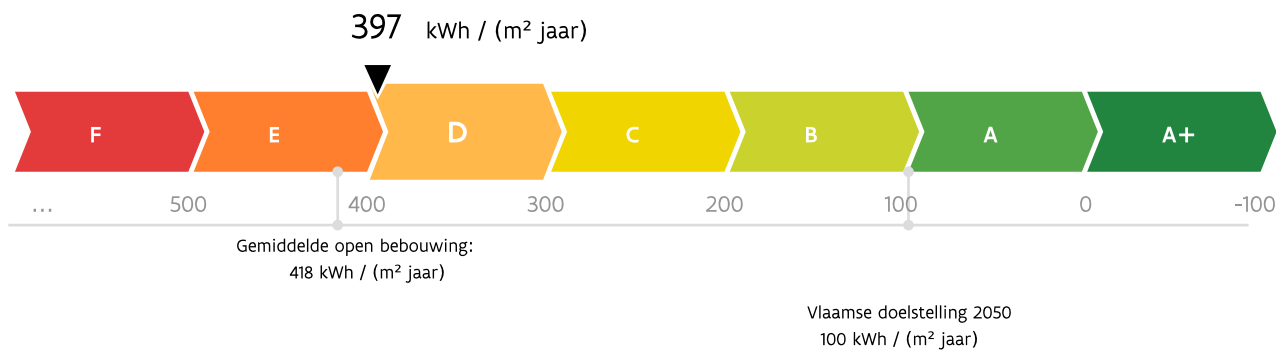 397 kWh / (m² jaar)
F E D C B A A+
... 500 400 300 200 100 0 -100
Gemiddelde open bebouwing:
418 kWh / (m² jaar)
Vlaamse doelstelling 2050
100 kWh / (m² jaar)